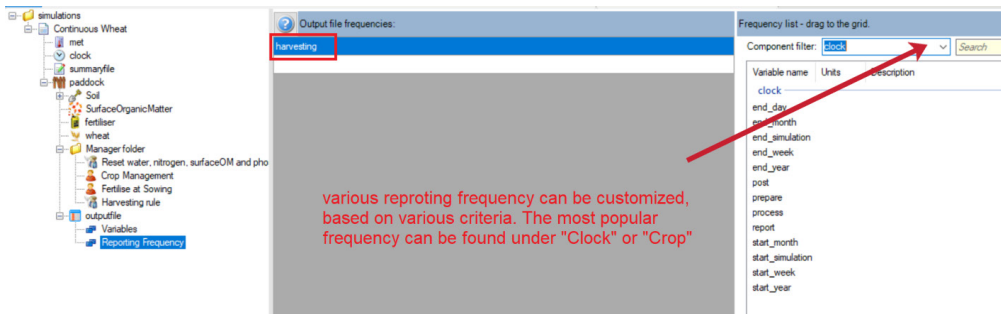 simulations
Continuous Wheat
met
clock
summaryfile
paddock
Soil
SurfaceOrganicMatter
fertiliser
wheat
Manager folder
Reset water, nitrogen, surfaceOM and pho
Crop Management
Fertilise at Sowing
Harvesting rule
outputfile
Variables
Reporting Frequency
Output file frequencies:
harvesting
various reproting frequency can be customized,
based on various criteria. The most popular
frequency can be found under "Clock" or "Crop"
Frequency list - drag to the grid.
Component filter: clock Search
Variable name Units Description
clock
end_day
end_month
end_simulation
end_week
end_year
post
prepare
process
report
start_month
start_simulation
start_week
start_year